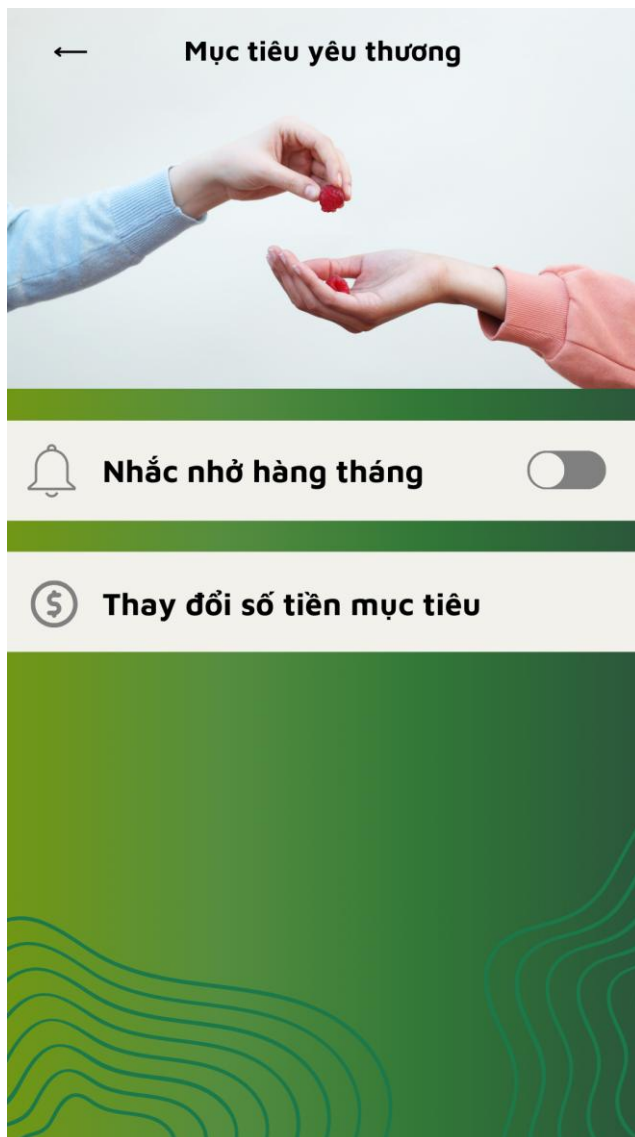 Mục tiêu yêu thương
Nhắc nhở hàng tháng
Thay đổi số tiền mục tiêu